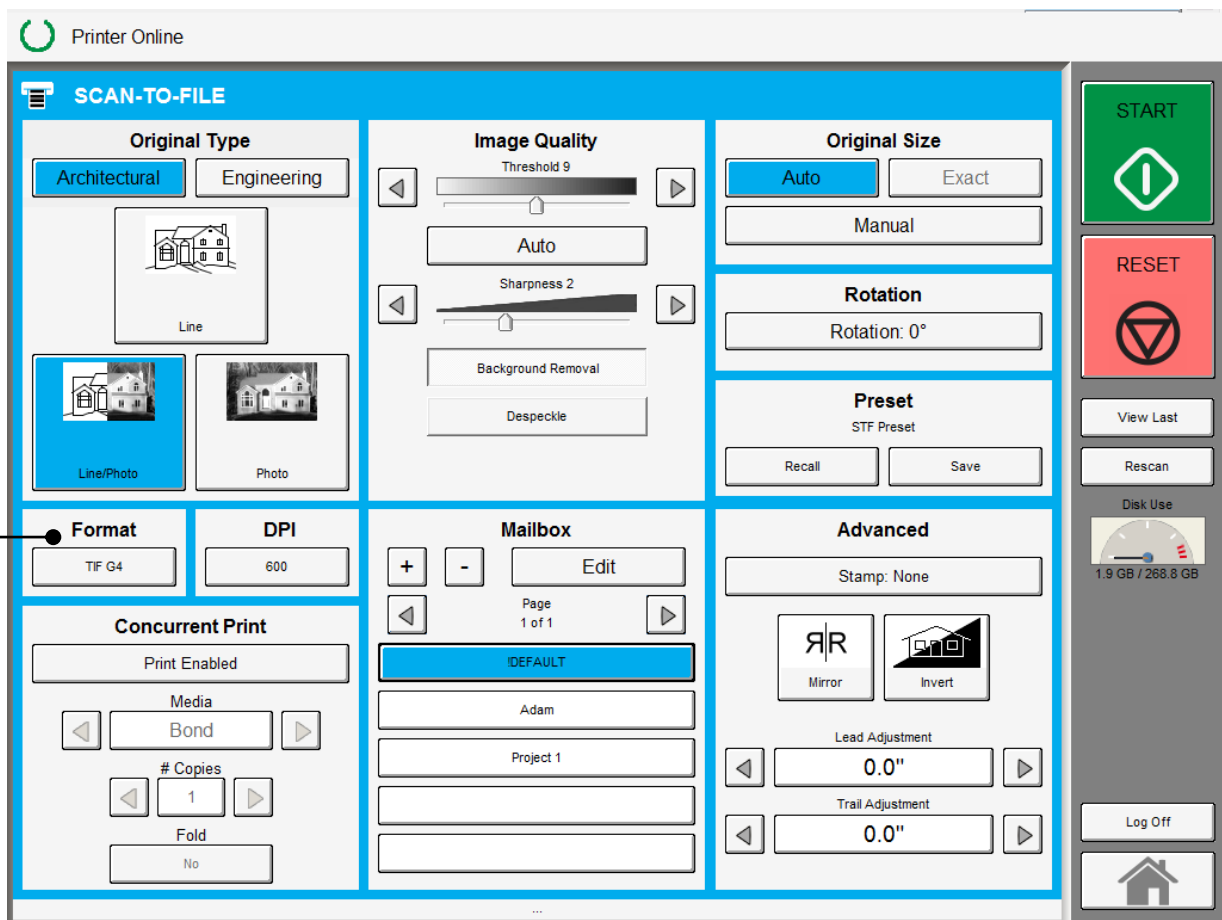 Printer Online
SCAN-TO-FILE
Original Type
Architectural
Engineering
Line
Line/Photo
Photo
Image Quality
Threshold 9
Auto
Sharpness 2
Background Removal
Despeckle
Original Size
Auto
Exact
Manual
Rotation
Rotation: 0°
Preset
STF Preset
Recall
Save
Format
TIF G4
DPI
600
Concurrent Print
Print Enabled
Media
Bond
# Copies
1
Fold
No
Mailbox
+
-
Edit
Page
1 of 1
!DEFAULT
Adam
Project 1
Advanced
Stamp: None
ЯR
Mirror
Invert
Lead Adjustment
0.0"
Trail Adjustment
0.0"
...
START
RESET
View Last
Rescan
Disk Use
1.9 GB / 268.8 GB
Log Off